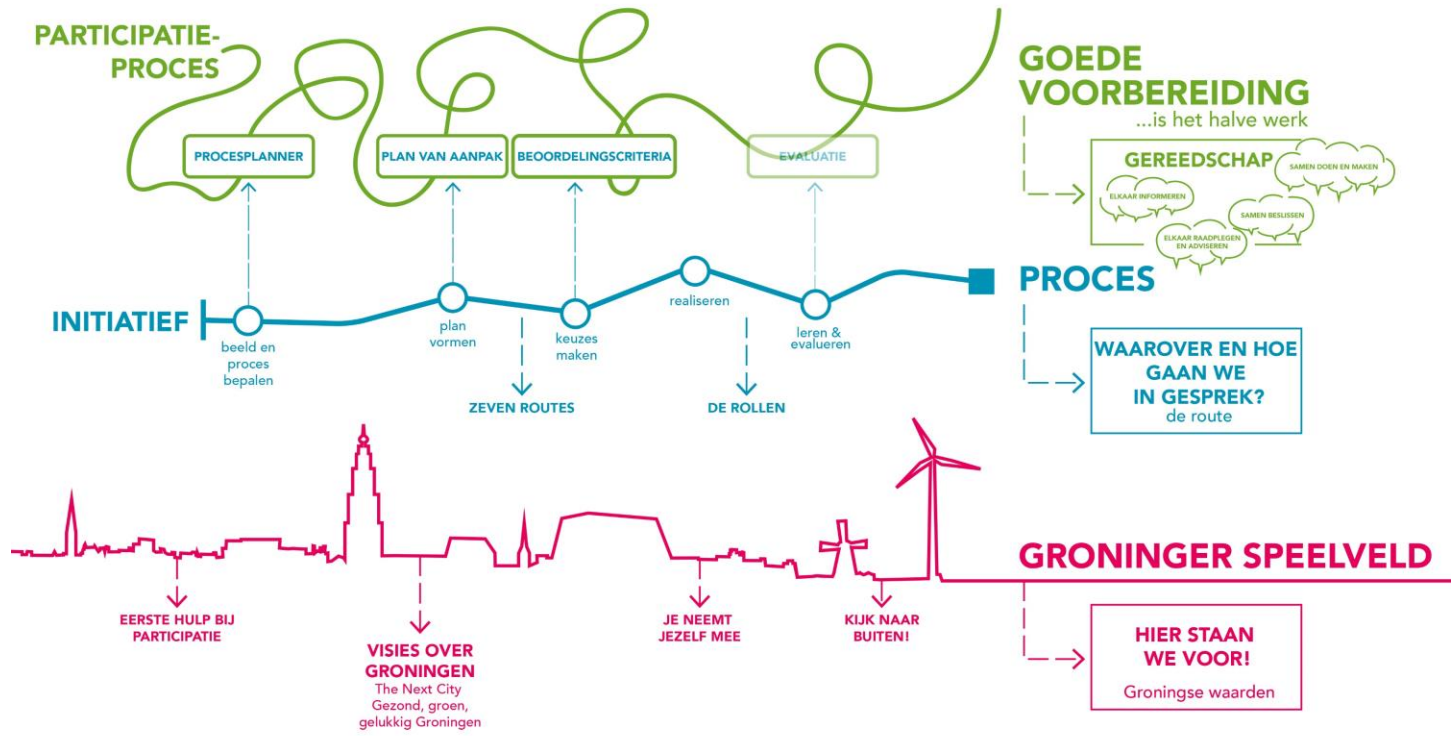 PARTICIPATIE-
PROCES
PROCESPLANNER
PLAN VAN AANPAK
BEOORDELINGSCRITERIA
EVALUATIE
GOEDE
VOORBEREIDING
...is het halve werk
GEREEDSCHAP
SAMEN DOEN EN MAKEN
ELKAAR INFORMEREN
SAMEN BESLISSEN
ELKAAR RAADPLEGEN
EN ADVISEREN
INITIATIEF
beeld en
proces
bepalen
plan
vormen
keuzes
maken
realiseren
leren &
evalueren
ZEVEN ROUTES
DE ROLLEN
PROCES
WAAROVER EN HOE
GAAN WE
IN GESPREK?
de route
EERSTE HULP BIJ
PARTICIPATIE
VISIES OVER
GRONINGEN
The Next City
Gezond, groen,
gelukkig Groningen
JE NEEMT
JEZELF MEE
KIJK NAAR
BUITEN!
GRONINGER SPEELVELD
HIER STAAN
WE VOOR!
Groningse waarden